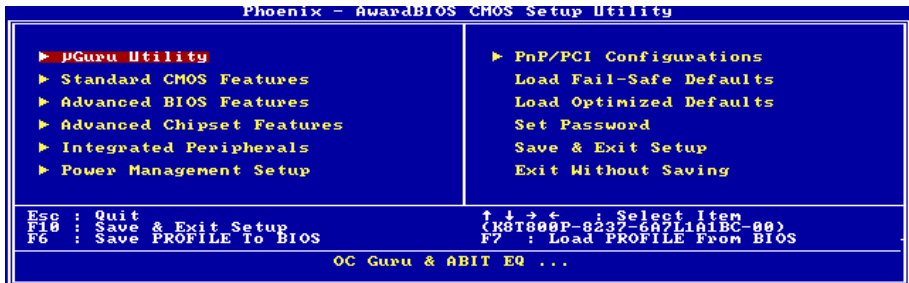 Phoenix - AwardBIOS CMOS Setup Utility
► µGuru Utility
► Standard CMOS Features
► Advanced BIOS Features
► Advanced Chipset Features
► Integrated Peripherals
► Power Management Setup
► PnP/PCI Configurations
Load Fail-Safe Defaults
Load Optimized Defaults
Set Password
Save & Exit Setup
Exit Without Saving
Esc : Quit
F10 : Save & Exit Setup
F6 : Save PROFILE To BIOS
↑ ↓ → ← : Select Item
(K8T800P-8237-6A7L1A1BC-00)
F7 : Load PROFILE From BIOS
OC Guru & ABIT EQ ...